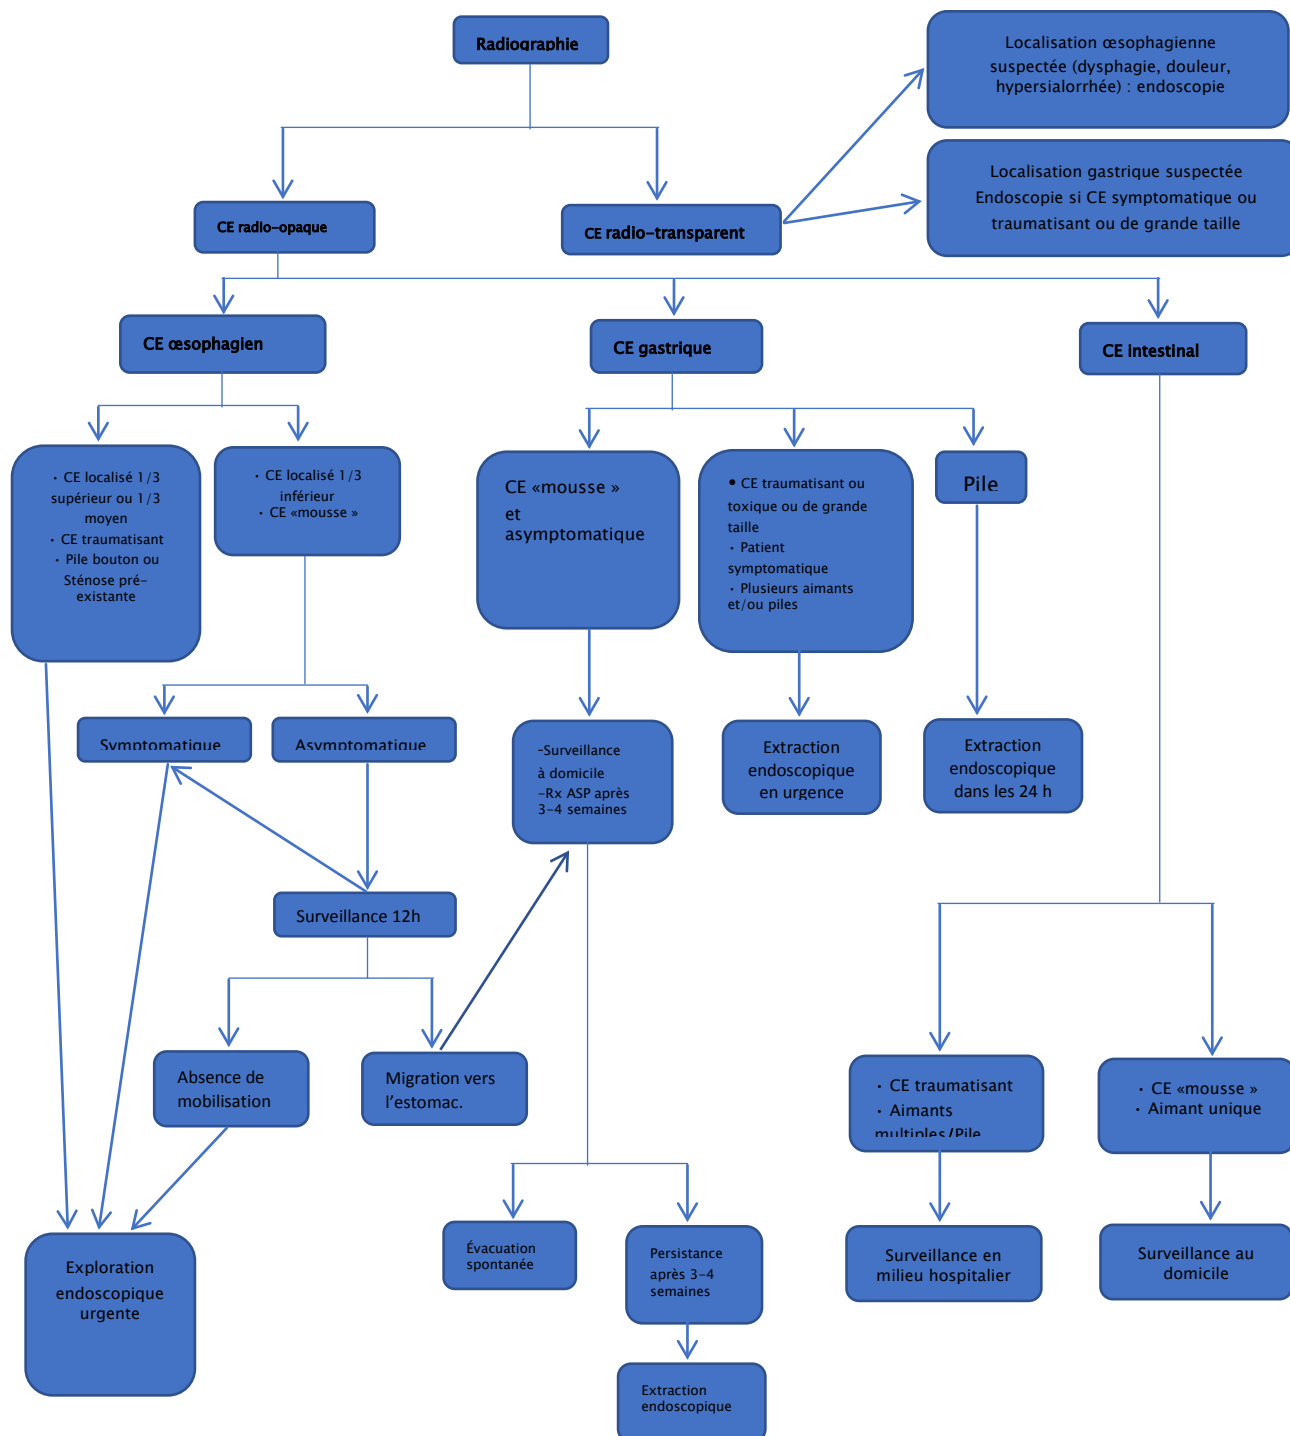 Radiographie
Localisation œsophagienne
suspectée (dysphagie, douleur,
hypersialorrhée) : endoscopie
Localisation gastrique suspectée
Endoscopie si CE symptomatique ou
traumatisant ou de grande taille
CE radio-opaque
CE radio-transparent
CE œsophagien
CE gastrique
CE intestinal
· CE localisé 1/3
supérieur ou 1/3
moyen
· CE traumatisant
· Pile bouton ou
Sténose pré-
existante
· CE localisé 1/3
inférieur
· CE «mousse »
CE «mousse »
et
asymptomatique
• CE traumatisant ou
toxique ou de grande
taille
· Patient
symptomatique
· Plusieurs aimants
et/ou piles
Pile
Symptomatique
Asymptomatique
-Surveillance
à domicile
-Rx ASP après
3-4 semaines
Extraction
endoscopique
en urgence
Extraction
endoscopique
dans les 24 h
Surveillance 12h
Absence de
mobilisation
Migration vers
l'estomac.
· CE traumatisant
· Aimants
multiples/Pile
· CE «mousse »
· Aimant unique
Exploration
endoscopique
urgente
Évacuation
spontanée
Persistance
après 3-4
semaines
Surveillance en
milieu hospitalier
Surveillance au
domicile
Extraction
endoscopique